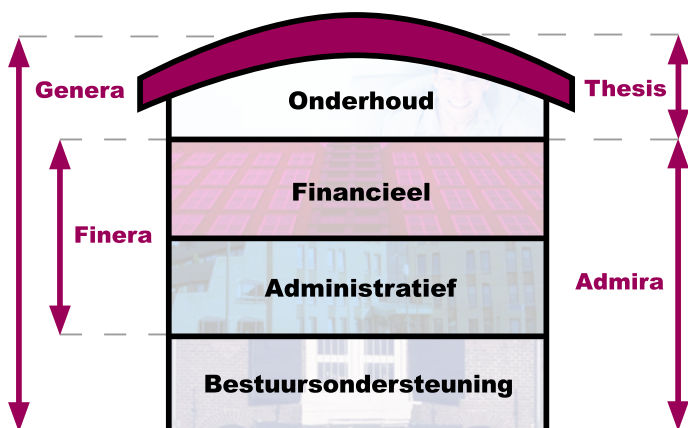 Genera
Thesis
Onderhoud
Financieel
Finera
Administratief
Admira
Bestuursondersteuning